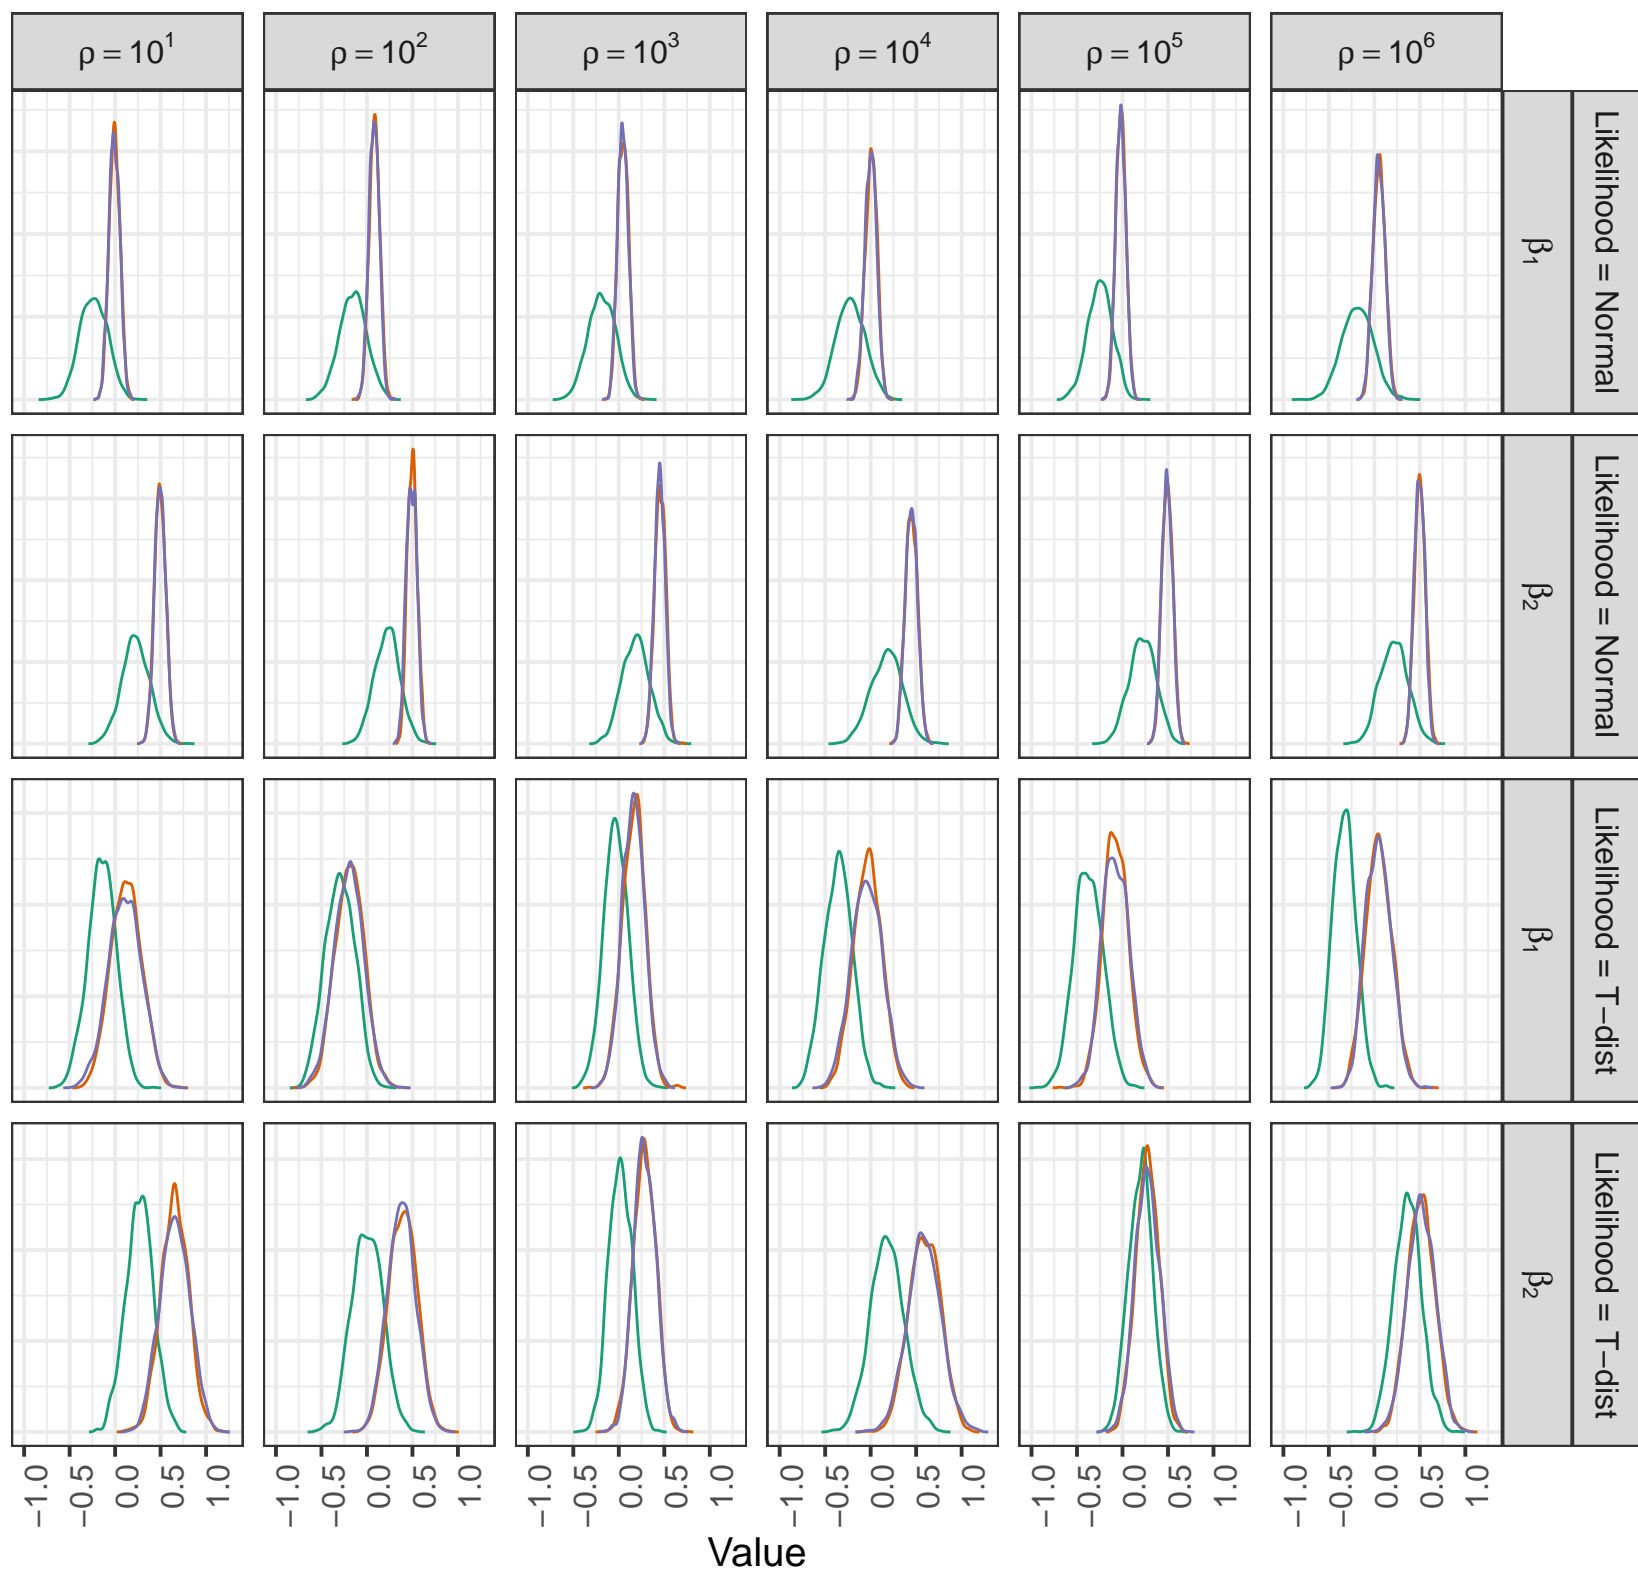 ρ = 10¹
ρ = 10²
ρ = 10³
ρ = 10⁴
ρ = 10⁵
ρ = 10⁶
β₁
Likelihood = Normal
β₂
Likelihood = Normal
β₁
Likelihood = T−dist
β₂
Likelihood = T−dist
−1.0 −0.5 0.0 0.5 1.0
−1.0 −0.5 0.0 0.5 1.0
−1.0 −0.5 0.0 0.5 1.0
−1.0 −0.5 0.0 0.5 1.0
−1.0 −0.5 0.0 0.5 1.0
−1.0 −0.5 0.0 0.5 1.0
Value